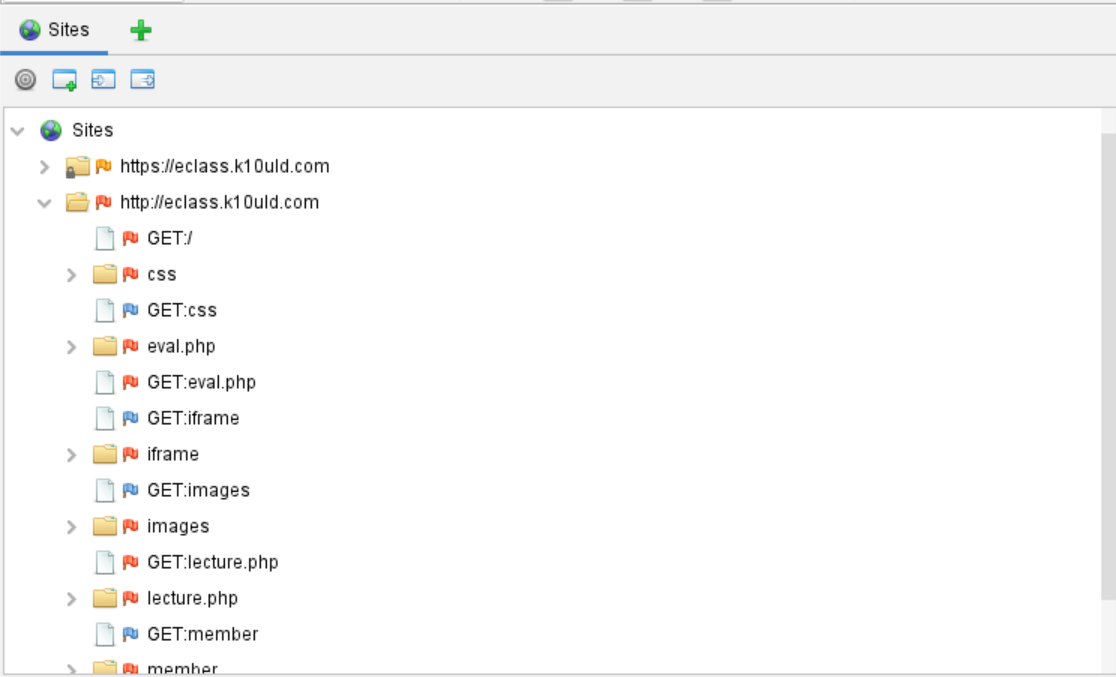 Sites
Sites
https://eclass.k10uld.com
http://eclass.k10uld.com
GET:/
css
GET:css
eval.php
GET:eval.php
GET:iframe
iframe
GET:images
images
GET:lecture.php
lecture.php
GET:member
member